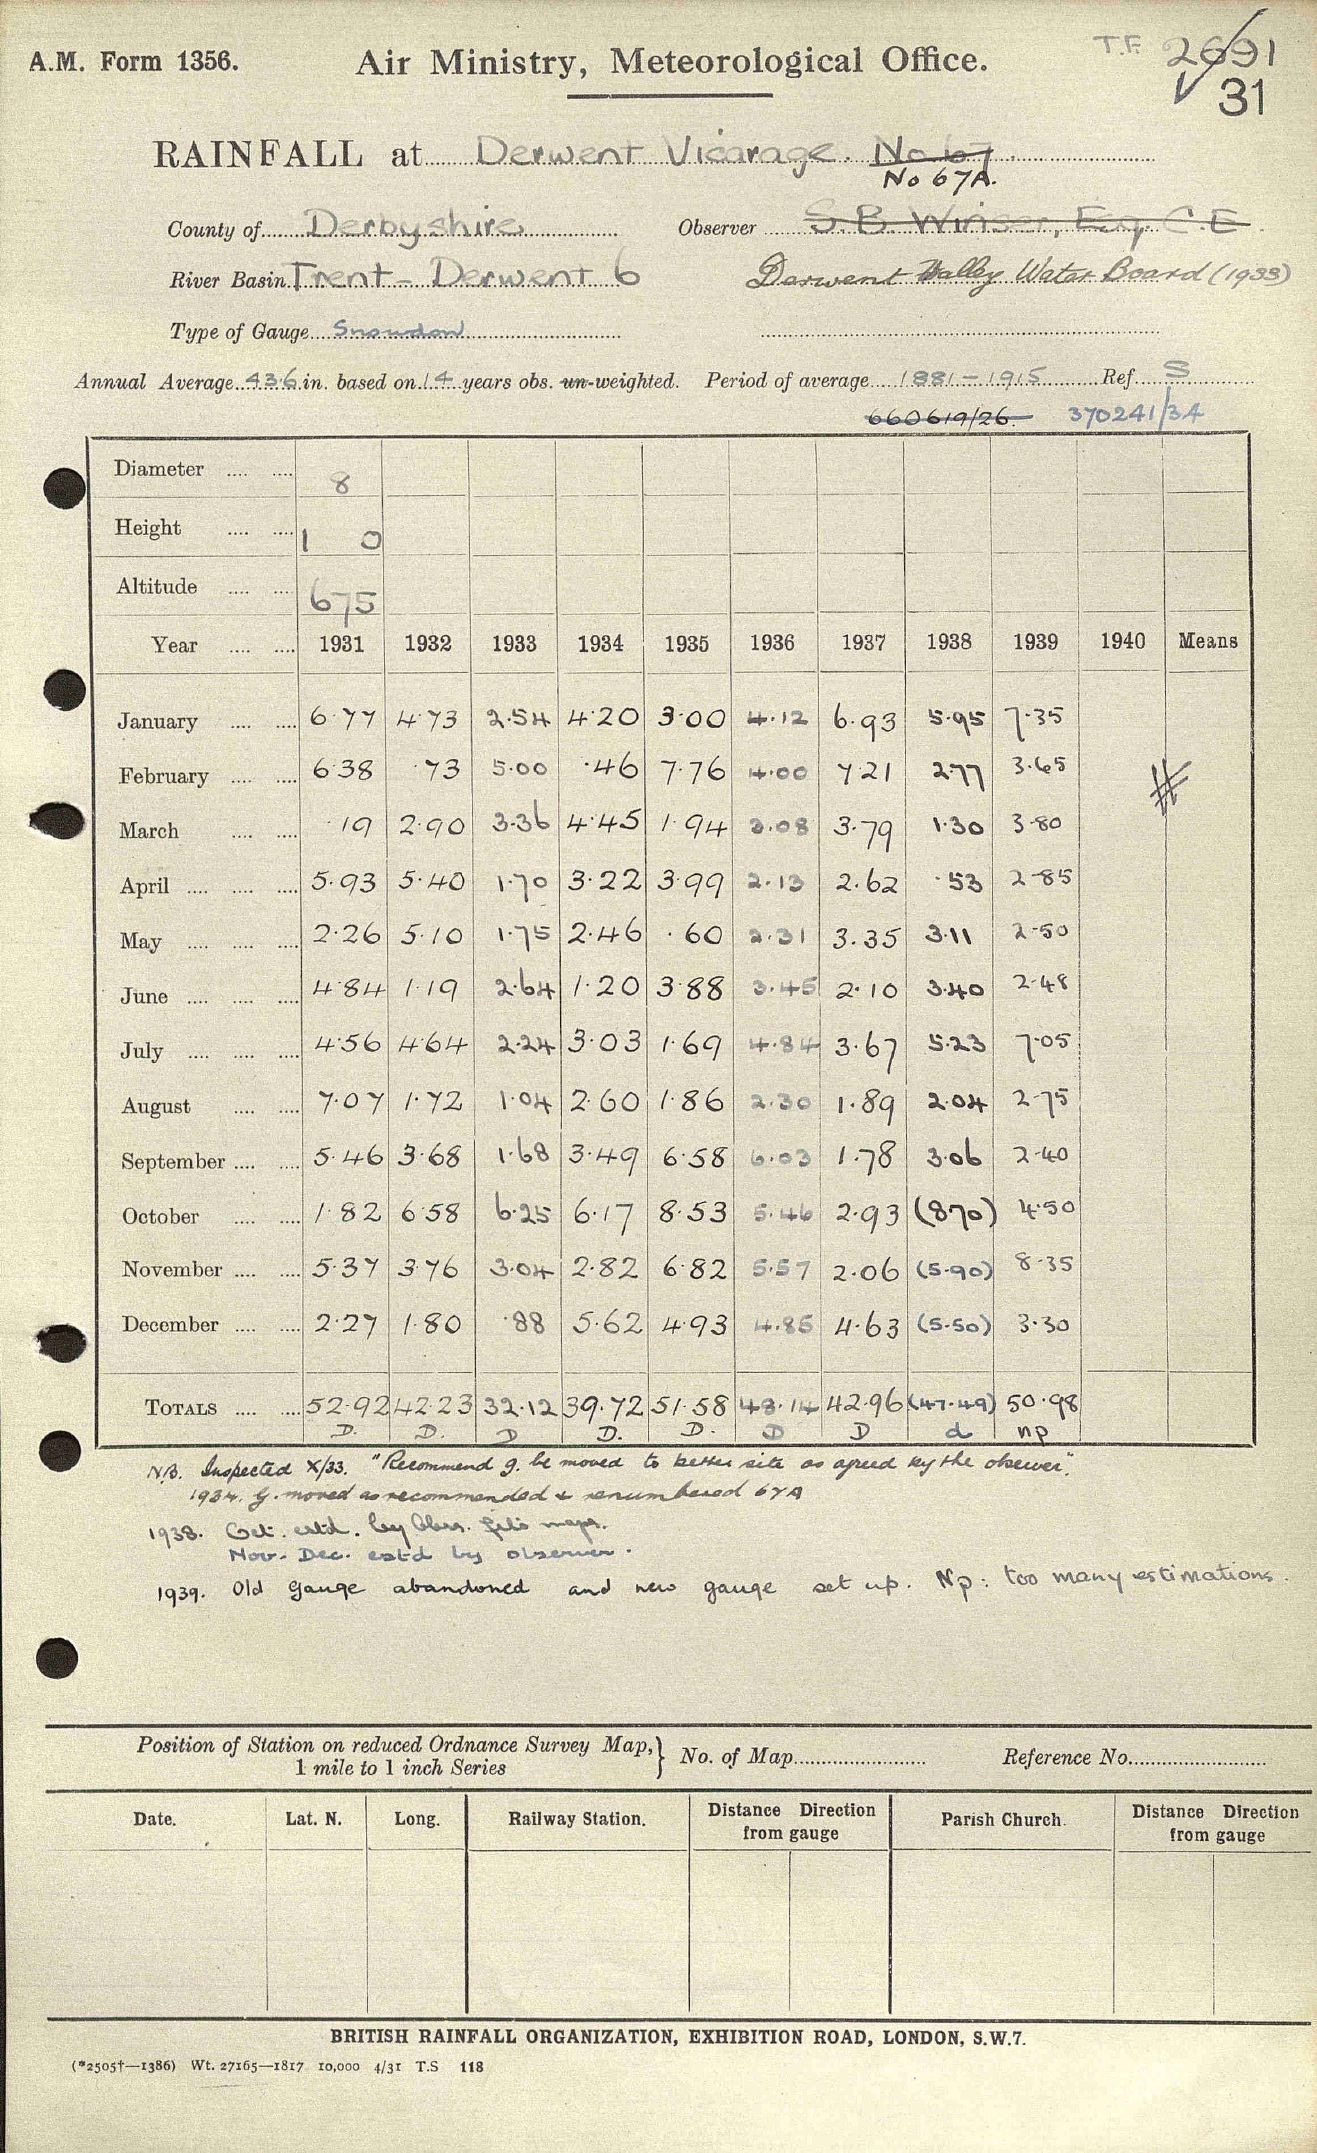 A.M. Form 1356.
Air Ministry, Meteorological Office.
T.F. 2691
31
RAINFALL at Derwent Vicarage. No 67
No 67A.
County of Derbyshire Observer S. B. Winser, Esq. C.E.
River Basin Trent - Derwent 6 Derwent Valley Water Board (1933)
Type of Gauge Snowdon
Annual Average 43.6 in. based on 14 years obs. un-weighted. Period of average 1881-1915 Ref. S
660619/26. 370241/34
Diameter .... .... 8
Height .... .... 1 0
Altitude .... .... 675
Year .... .... 1931 1932 1933 1934 1935 1936 1937 1938 1939 1940 Means
January .... .... 6.77 4.73 2.54 4.20 3.00 4.12 6.93 5.95 7.35
February .... .... 6.38 .73 5.00 .46 7.76 4.00 7.21 2.77 3.65
March .... .... .19 2.90 3.36 4.45 1.94 3.08 3.79 1.30 3.80
April .... .... .... 5.93 5.40 1.70 3.22 3.99 2.13 2.62 .53 2.85
May .... .... .... 2.26 5.10 1.75 2.46 .60 2.31 3.35 3.11 2.50
June .... .... .... 4.84 1.19 2.64 1.20 3.88 3.45 2.10 3.40 2.48
July .... .... .... 4.56 4.64 2.24 3.03 1.69 4.84 3.67 5.23 7.05
August .... .... 7.07 1.72 1.04 2.60 1.86 2.30 1.89 2.04 2.75
September .... .... 5.46 3.68 1.68 3.49 6.58 6.03 1.78 3.06 2.40
October .... .... 1.82 6.58 6.25 6.17 8.53 5.46 2.93 (8.70) 4.50
November .... .... 5.37 3.76 3.04 2.82 6.82 5.57 2.06 (5.90) 8.35
December .... .... 2.27 1.80 .88 5.62 4.93 4.85 4.63 (5.50) 3.30
TOTALS .... .... 52.92 42.23 32.12 39.72 51.58 48.14 42.96 (47.49) 50.98
D. D. D D. D. D D d np
NB. Inspected X/33. "Recommend g. be moved to better site as agreed by the observer".
1934. G. moved as recommended & renumbered 67A
1938. Oct. estd. by Obsr. maps.
Nov. Dec. estd by observer.
1939. Old gauge abandoned and new gauge set up. Np: too many estimations.
Position of Station on reduced Ordnance Survey Map, } No. of Map Reference No.
1 mile to 1 inch Series
Date. Lat. N. Long. Railway Station. Distance Direction from gauge Parish Church. Distance Direction from gauge
BRITISH RAINFALL ORGANIZATION, EXHIBITION ROAD, LONDON, S.W.7.
(*2505†—1386) Wt. 27165—1817 10,000 4/31 T.S 118